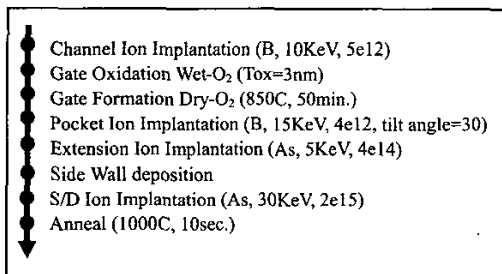 Channel Ion Implantation (B, 10KeV, 5e12)
Gate Oxidation Wet-O₂ (Tox=3nm)
Gate Formation Dry-O₂ (850C, 50min.)
Pocket Ion Implantation (B, 15KeV, 4e12, tilt angle=30)
Extension Ion Implantation (As, 5KeV, 4e14)
Side Wall deposition
S/D Ion Implantation (As, 30KeV, 2e15)
Anneal (1000C, 10sec.)